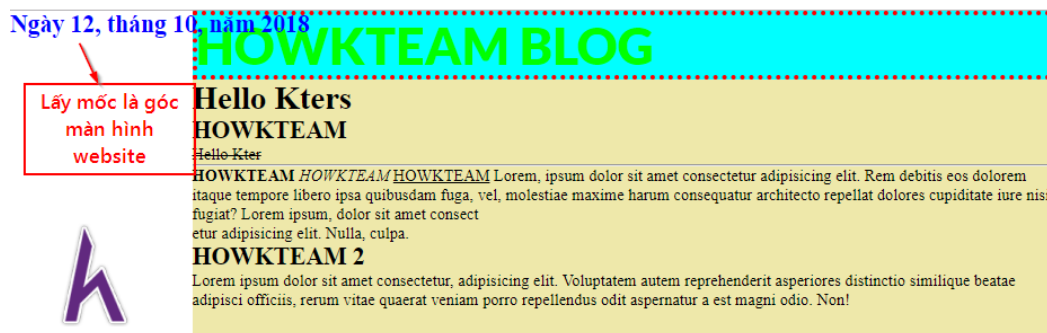 Ngày 12, tháng 10, năm 2018
HOWKTEAM BLOG
Lấy mốc là góc
màn hình
website
Hello Kters
HOWKTEAM
Hello Kter
HOWKTEAM HOWKTEAM HOWKTEAM Lorem, ipsum dolor sit amet consectetur adipisicing elit. Rem debitis eos dolorem
itaque tempore libero ipsa quibusdam fuga, vel, molestiae maxime harum consequatur architecto repellat dolores cupiditate iure nisi
fugiat? Lorem ipsum, dolor sit amet consect
etur adipisicing elit. Nulla, culpa.
HOWKTEAM 2
Lorem ipsum dolor sit amet consectetur, adipisicing elit. Voluptatem autem reprehenderit asperiores distinctio similique beatae
adipisci officiis, rerum vitae quaerat veniam porro repellendus odit aspernatur a est magni odio. Non!